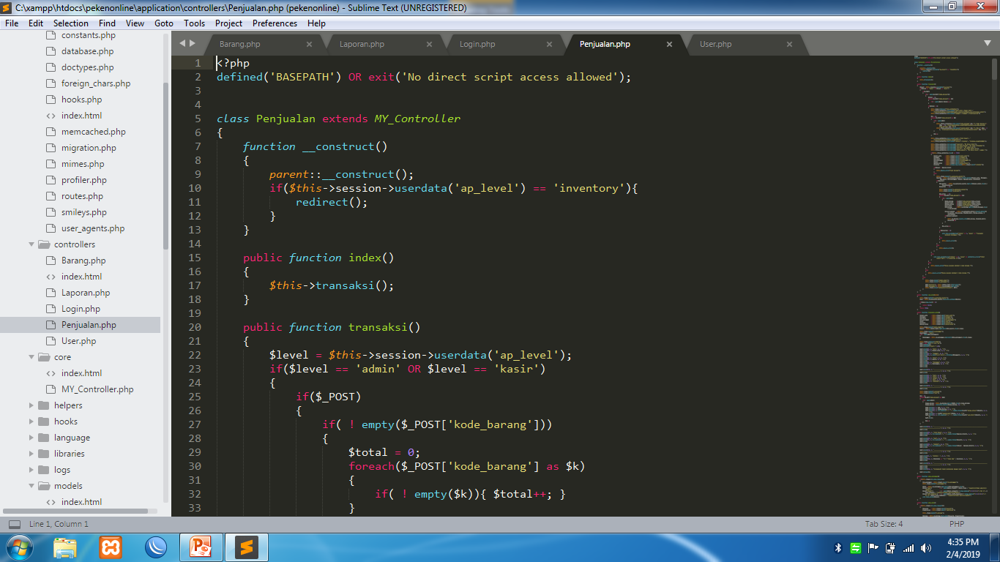 C:\xampp\htdocs\pekenonline\application\controllers\Penjualan.php (pekenonline) - Sublime Text (UNREGISTERED)
File Edit Selection Find View Goto Tools Project Preferences Help
constants.php
database.php
doctypes.php
foreign_chars.php
hooks.php
index.html
memcached.php
migration.php
mimes.php
profiler.php
routes.php
smileys.php
user_agents.php
controllers
Barang.php
index.html
Laporan.php
Login.php
Penjualan.php
User.php
core
index.html
MY_Controller.php
helpers
hooks
language
libraries
logs
models
index.html
Barang.php Laporan.php Login.php Penjualan.php User.php
1 <?php
2 defined('BASEPATH') OR exit('No direct script access allowed');
3
4
5 class Penjualan extends MY_Controller
6 {
7 function __construct()
8 {
9 parent::__construct();
10 if($this->session->userdata('ap_level') == 'inventory'){
11 redirect();
12 }
13 }
14
15 public function index()
16 {
17 $this->transaksi();
18 }
19
20 public function transaksi()
21 {
22 $level = $this->session->userdata('ap_level');
23 if($level == 'admin' OR $level == 'kasir')
24 {
25 if($_POST)
26 {
27 if( ! empty($_POST['kode_barang']))
28 {
29 $total = 0;
30 foreach($_POST['kode_barang'] as $k)
31 {
32 if( ! empty($k)){ $total++; }
33 }
Line 1, Column 1 Tab Size: 4 PHP
4:35 PM
2/4/2019